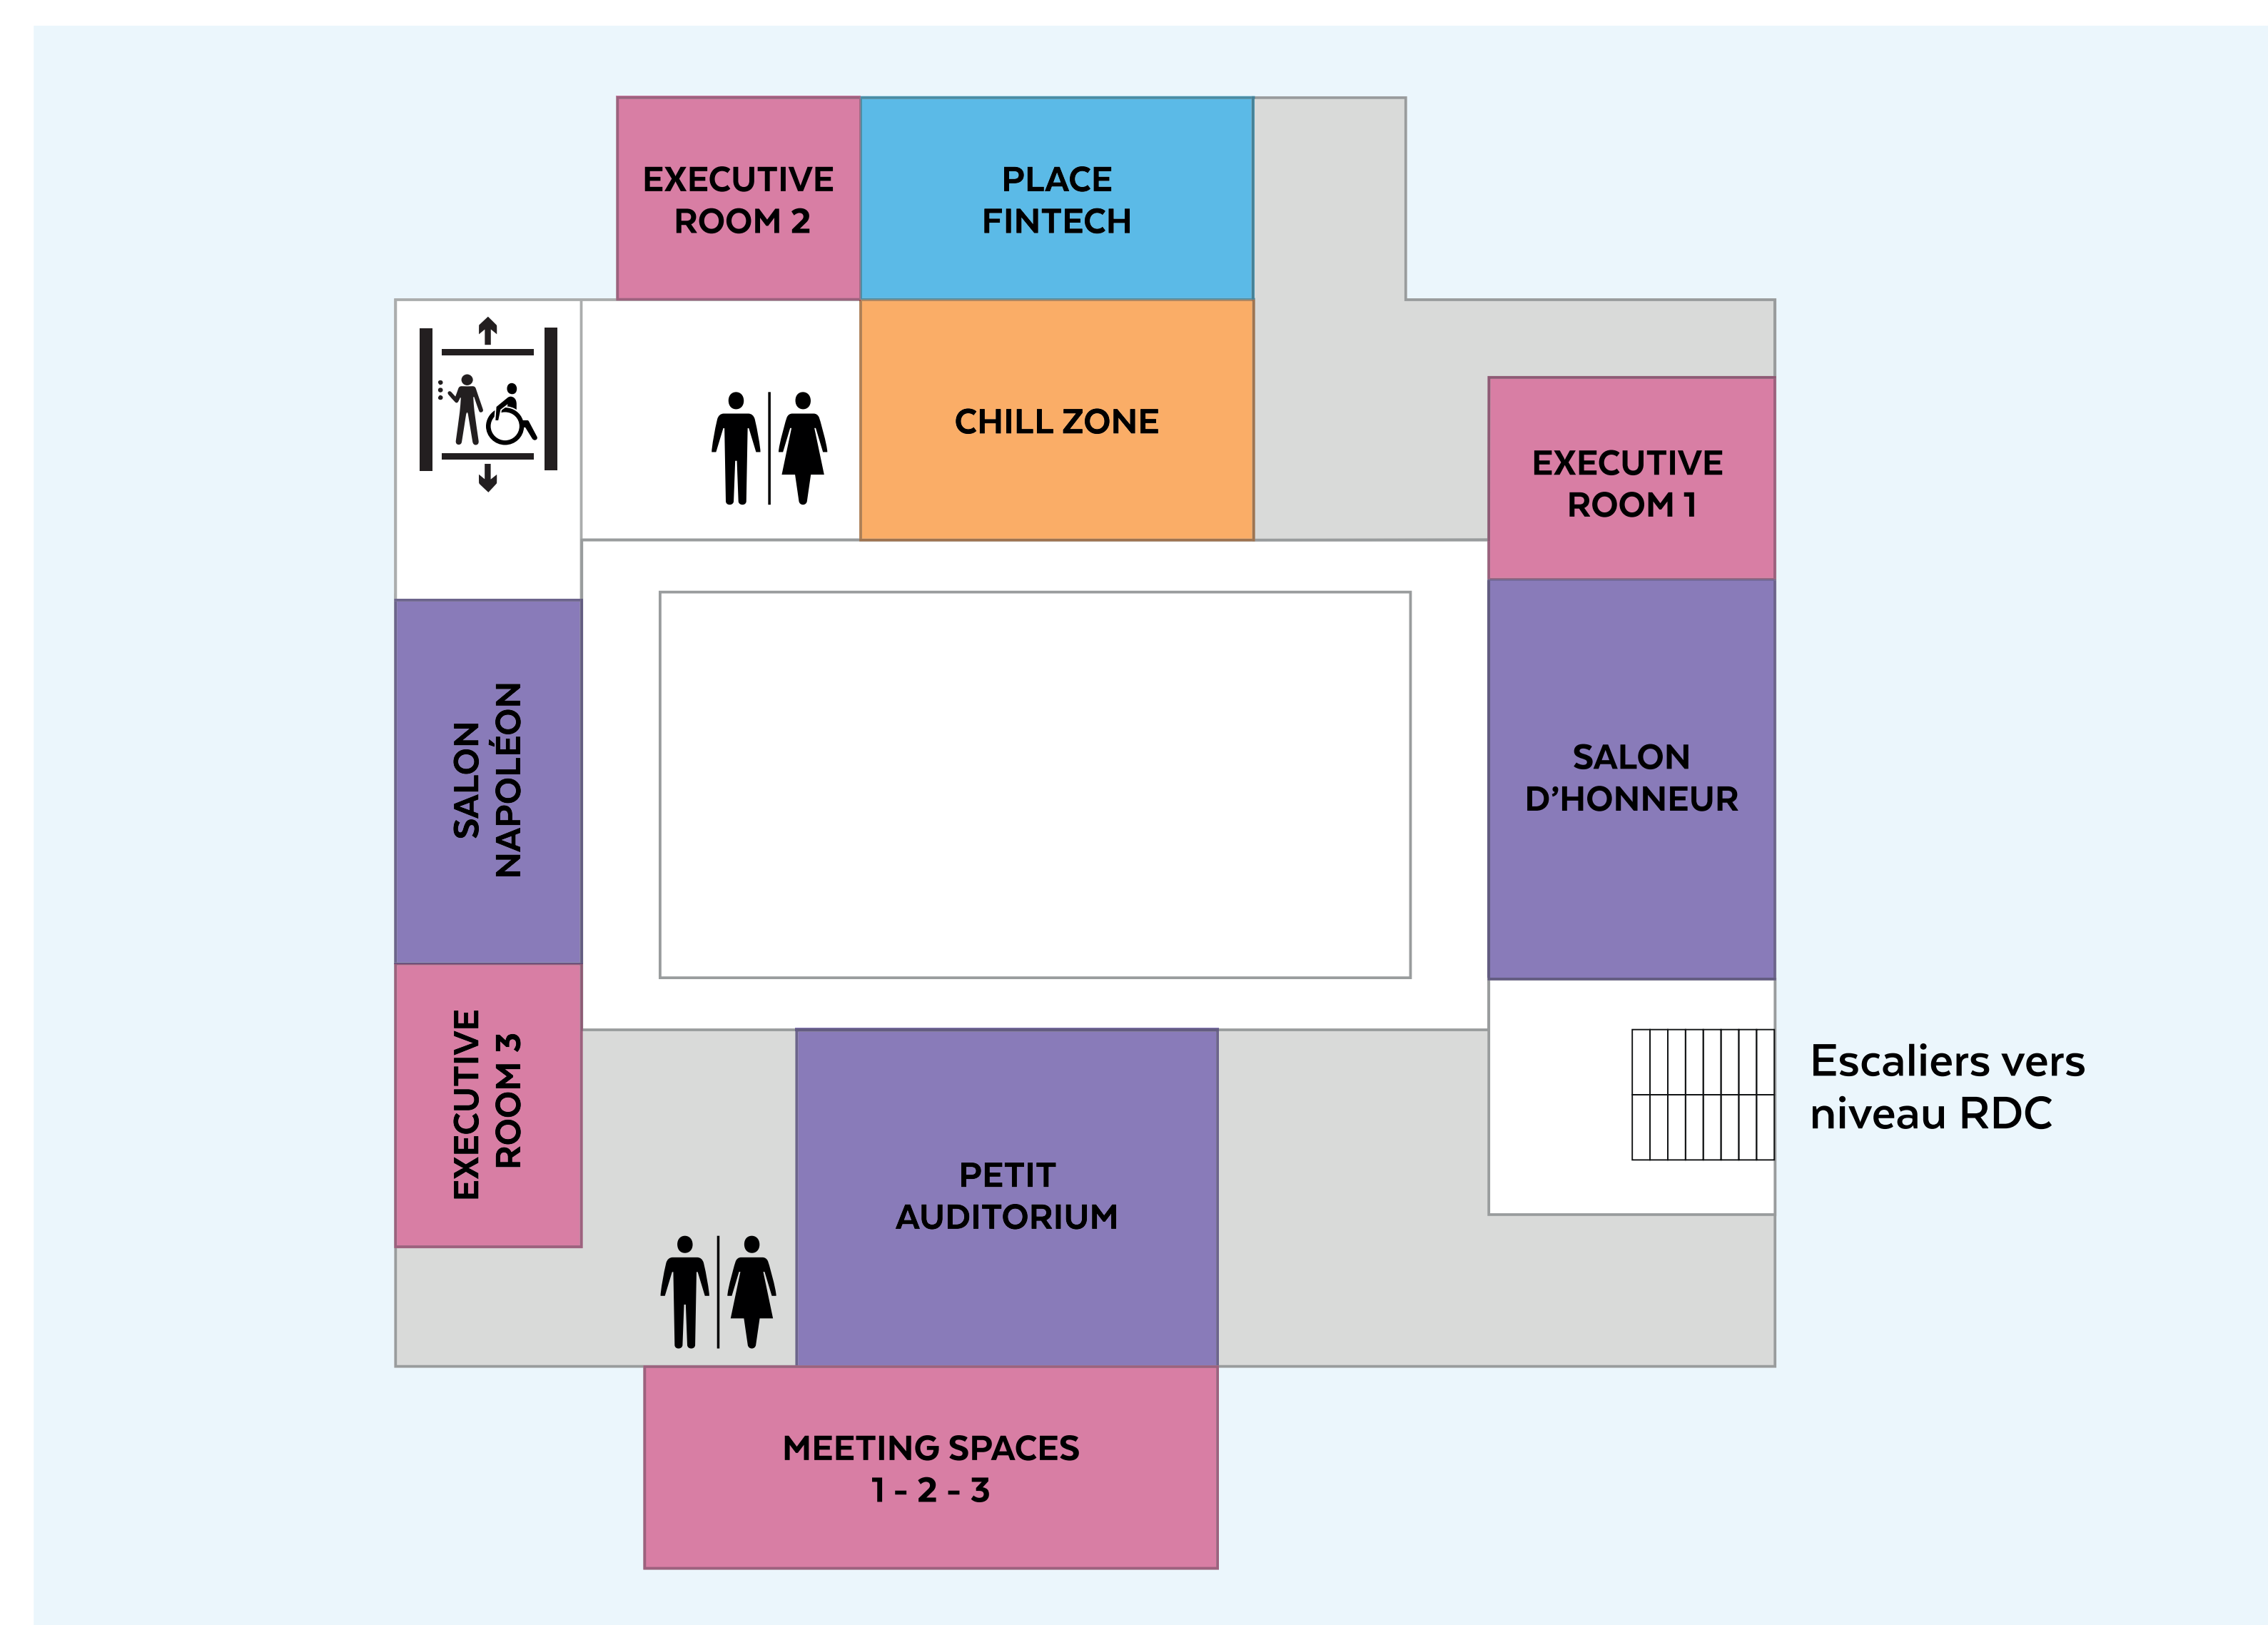 EXECUTIVE
ROOM 2
PLACE
FINTECH
CHILL ZONE
EXECUTIVE
ROOM 1
SALON
NAPOLÉON
SALON
D’HONNEUR
EXECUTIVE
ROOM 3
Escaliers vers
niveau RDC
PETIT
AUDITORIUM
MEETING SPACES
1 - 2 - 3